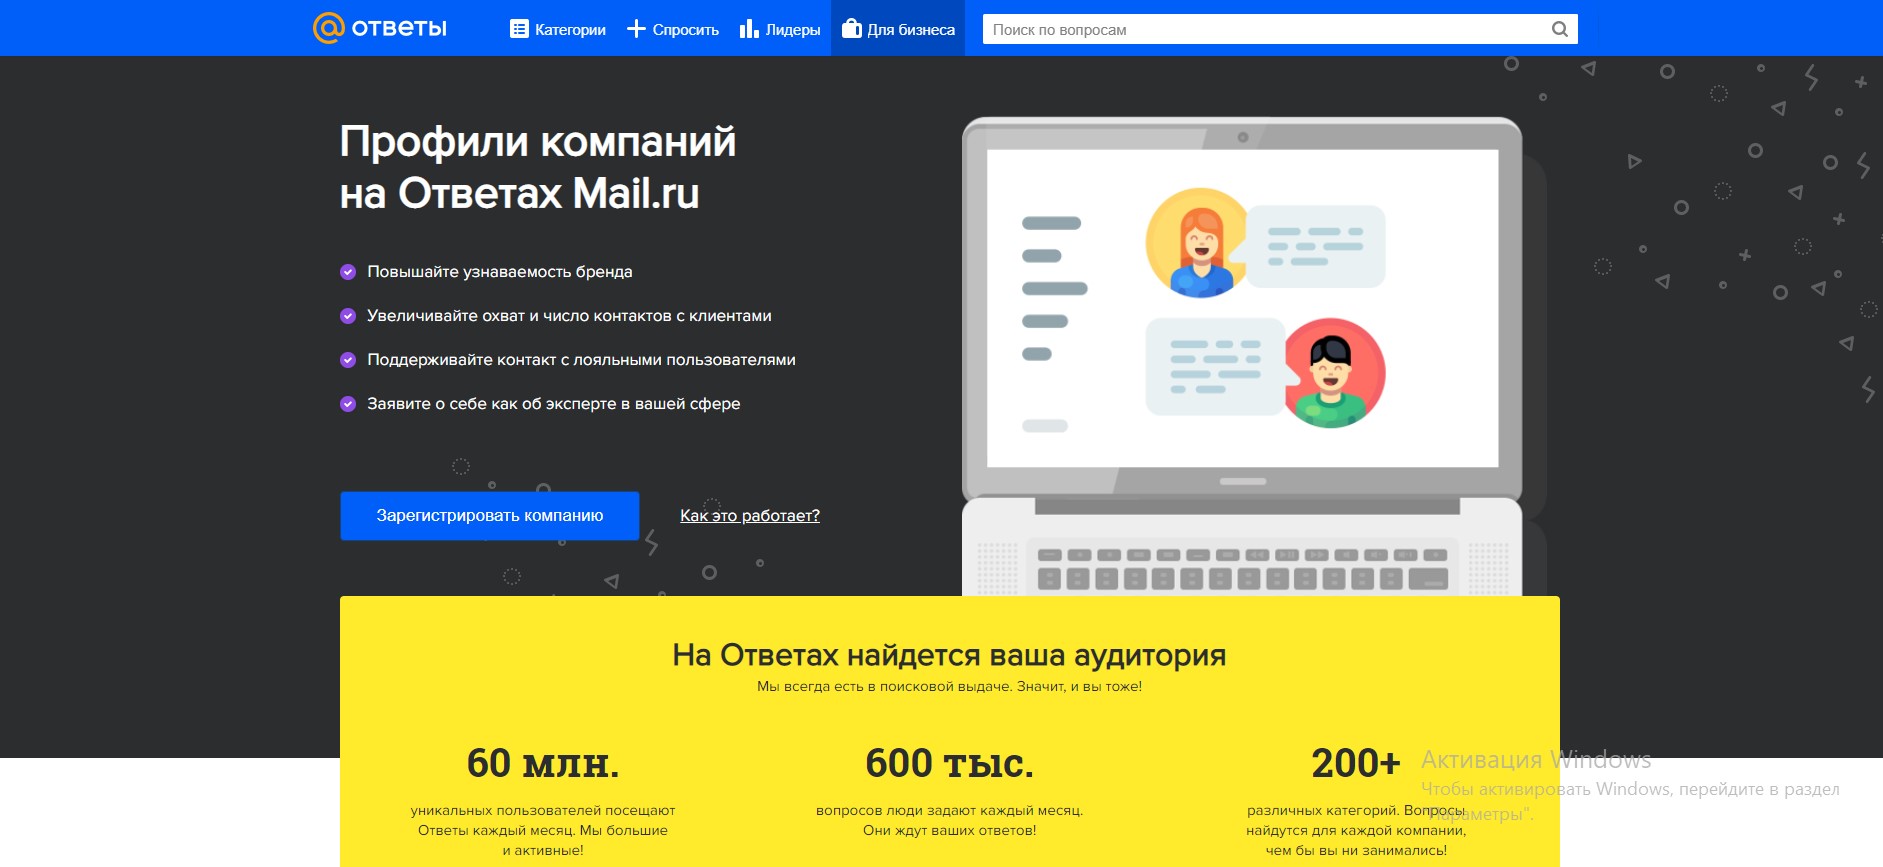 ответы
Категории
Спросить
Лидеры
Для бизнеса
Поиск по вопросам
Профили компаний
на Ответах Mail.ru
Повышайте узнаваемость бренда
Увеличивайте охват и число контактов с клиентами
Поддерживайте контакт с лояльными пользователями
Заявите о себе как об эксперте в вашей сфере
Зарегистрировать компанию
Как это работает?
На Ответах найдется ваша аудитория
Мы всегда есть в поисковой выдаче. Значит, и вы тоже!
60 млн.
уникальных пользователей посещают
Ответы каждый месяц. Мы большие
и активные!
600 тыс.
вопросов люди задают каждый месяц.
Они ждут ваших ответов!
200+
различных категорий. Вопросы
найдутся для каждой компании,
чем бы вы ни занимались!
Активация Windows
Чтобы активировать Windows, перейдите в раздел
"Параметры".